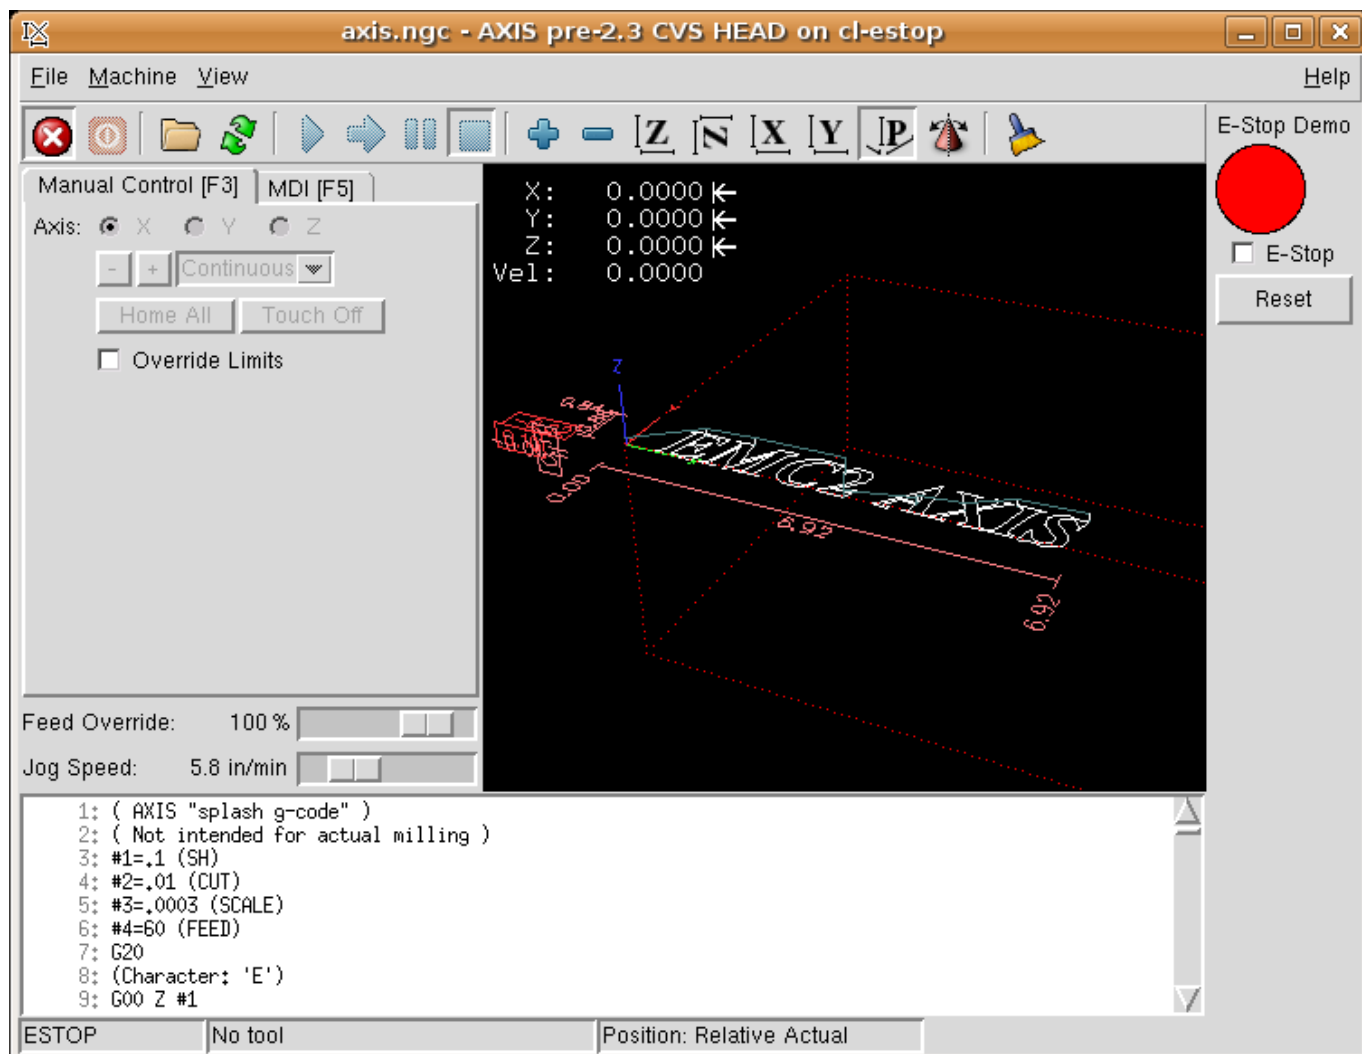 axis.ngc - AXIS pre-2.3 CVS HEAD on cl-estop
File Machine View Help
Z N X Y P
E-Stop Demo
E-Stop
Reset
Manual Control [F3] MDI [F5]
Axis: X Y Z
- + Continuous
Home All Touch Off
Override Limits
X: 0.0000
Y: 0.0000
Z: 0.0000
Vel: 0.0000
Z
0.00
EMC2 AXIS
6.92
6.92
Feed Override: 100 %
Jog Speed: 5.8 in/min
1: ( AXIS "splash g-code" )
2: ( Not intended for actual milling )
3: #1=.1 (SH)
4: #2=.01 (CUT)
5: #3=.0003 (SCALE)
6: #4=60 (FEED)
7: G20
8: (Character: 'E')
9: G00 Z #1
ESTOP No tool Position: Relative Actual